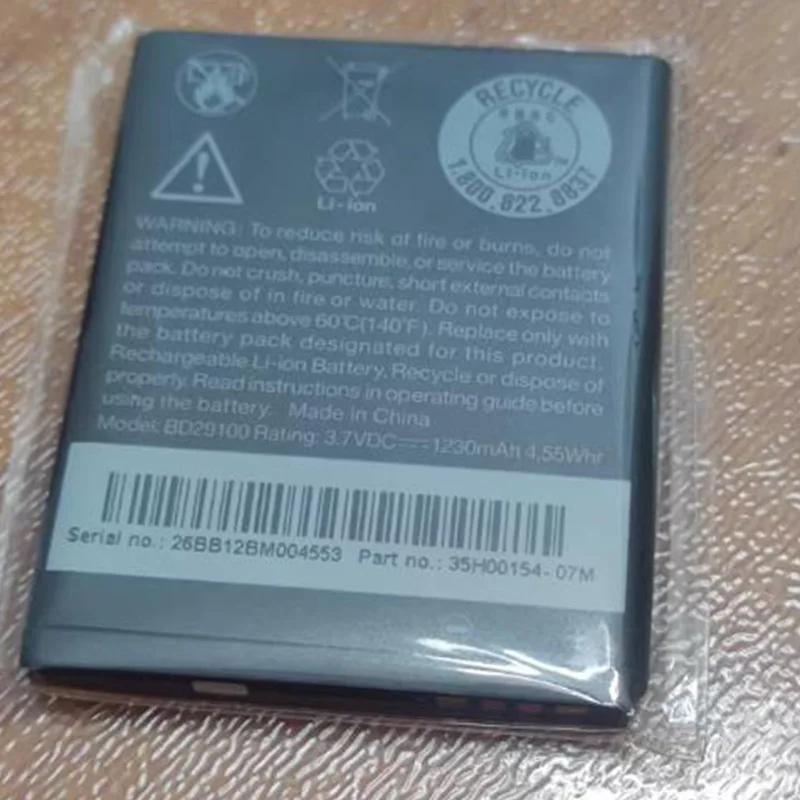 RECYCLE
Li-ion
TM
1.800.822.8837
Li-ion
WARNING: To reduce risk of fire or burns, do not
attempt to open, disassemble, or service the battery
pack. Do not crush, puncture, short external contacts
or dispose of in fire or water. Do not expose to
temperatures above 60°C(140°F). Replace only with
the battery pack designated for this product.
Rechargeable Li-ion Battery. Recycle or dispose of
properly. Read instructions in operating guide before
using the battery. Made in China
Model: BD29100 Rating: 3.7VDC 1230mAh 4.55Whr
Serial no.: 26BB12BM004553 Part no.: 35H00154-07M